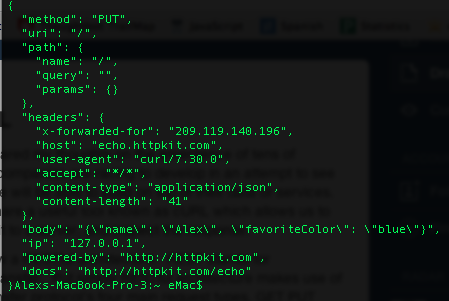 {
  "method": "PUT",
  "uri": "/",
  "path": {
    "name": "/",
    "query": "",
    "params": {}
  },
  "headers": {
    "x-forwarded-for": "209.119.140.196",
    "host": "echo.httpkit.com",
    "user-agent": "curl/7.30.0",
    "accept": "*/*",
    "content-type": "application/json",
    "content-length": "41"
  },
  "body": "{\"name\": \"Alex\", \"favoriteColor\": \"blue\"}",
  "ip": "127.0.0.1",
  "powered-by": "http://httpkit.com",
  "docs": "http://httpkit.com/echo"
}Alexs-MacBook-Pro-3:~ eMac$